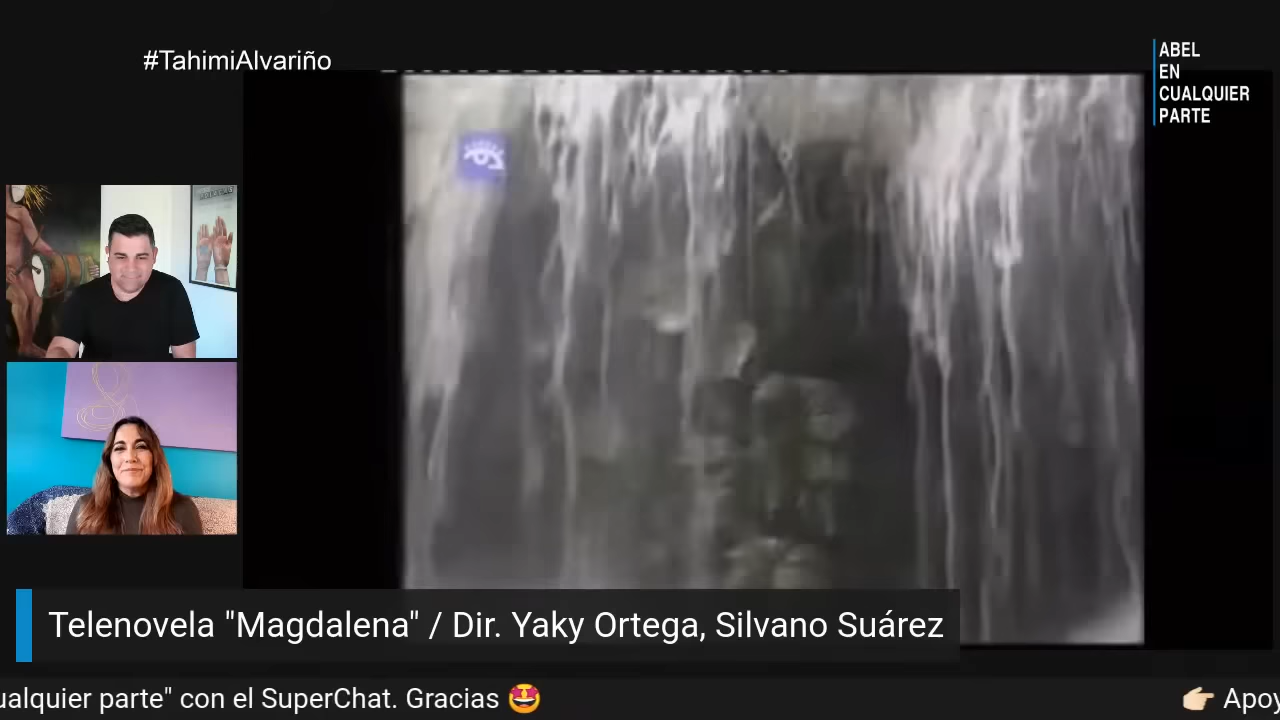 #TahimiAlvariño
ABEL
EN
CUALQUIER
PARTE
Telenovela "Magdalena" / Dir. Yaky Ortega, Silvano Suárez
ualquier parte" con el SuperChat. Gracias 🤩
👉🏻 Apoy